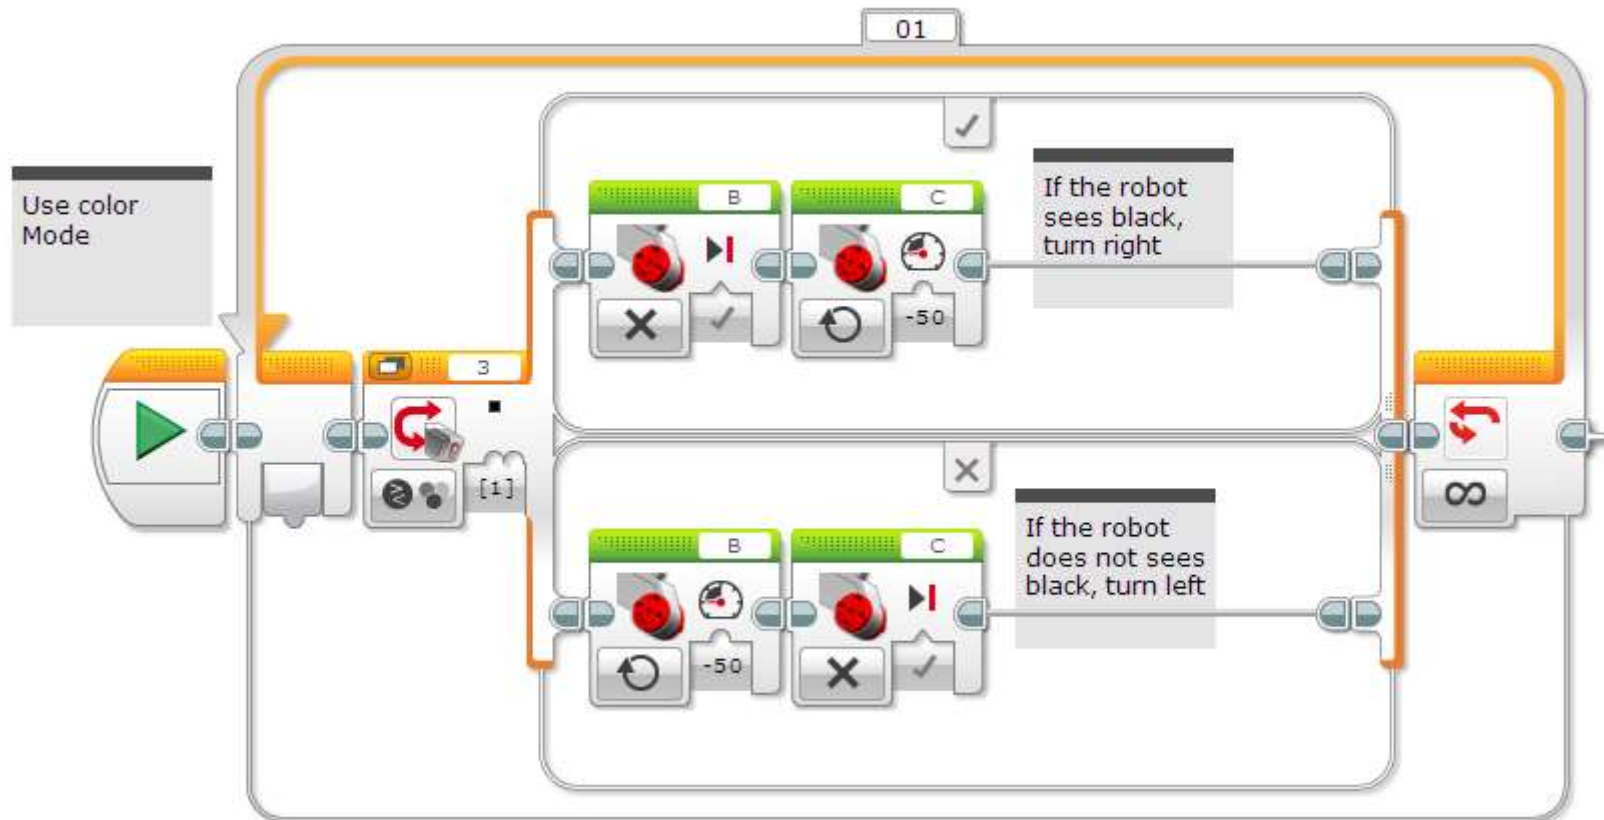 01
Use color
Mode
B
C
If the robot
sees black,
turn right
-50
3
[1]
B
C
If the robot
does not sees
black, turn left
-50